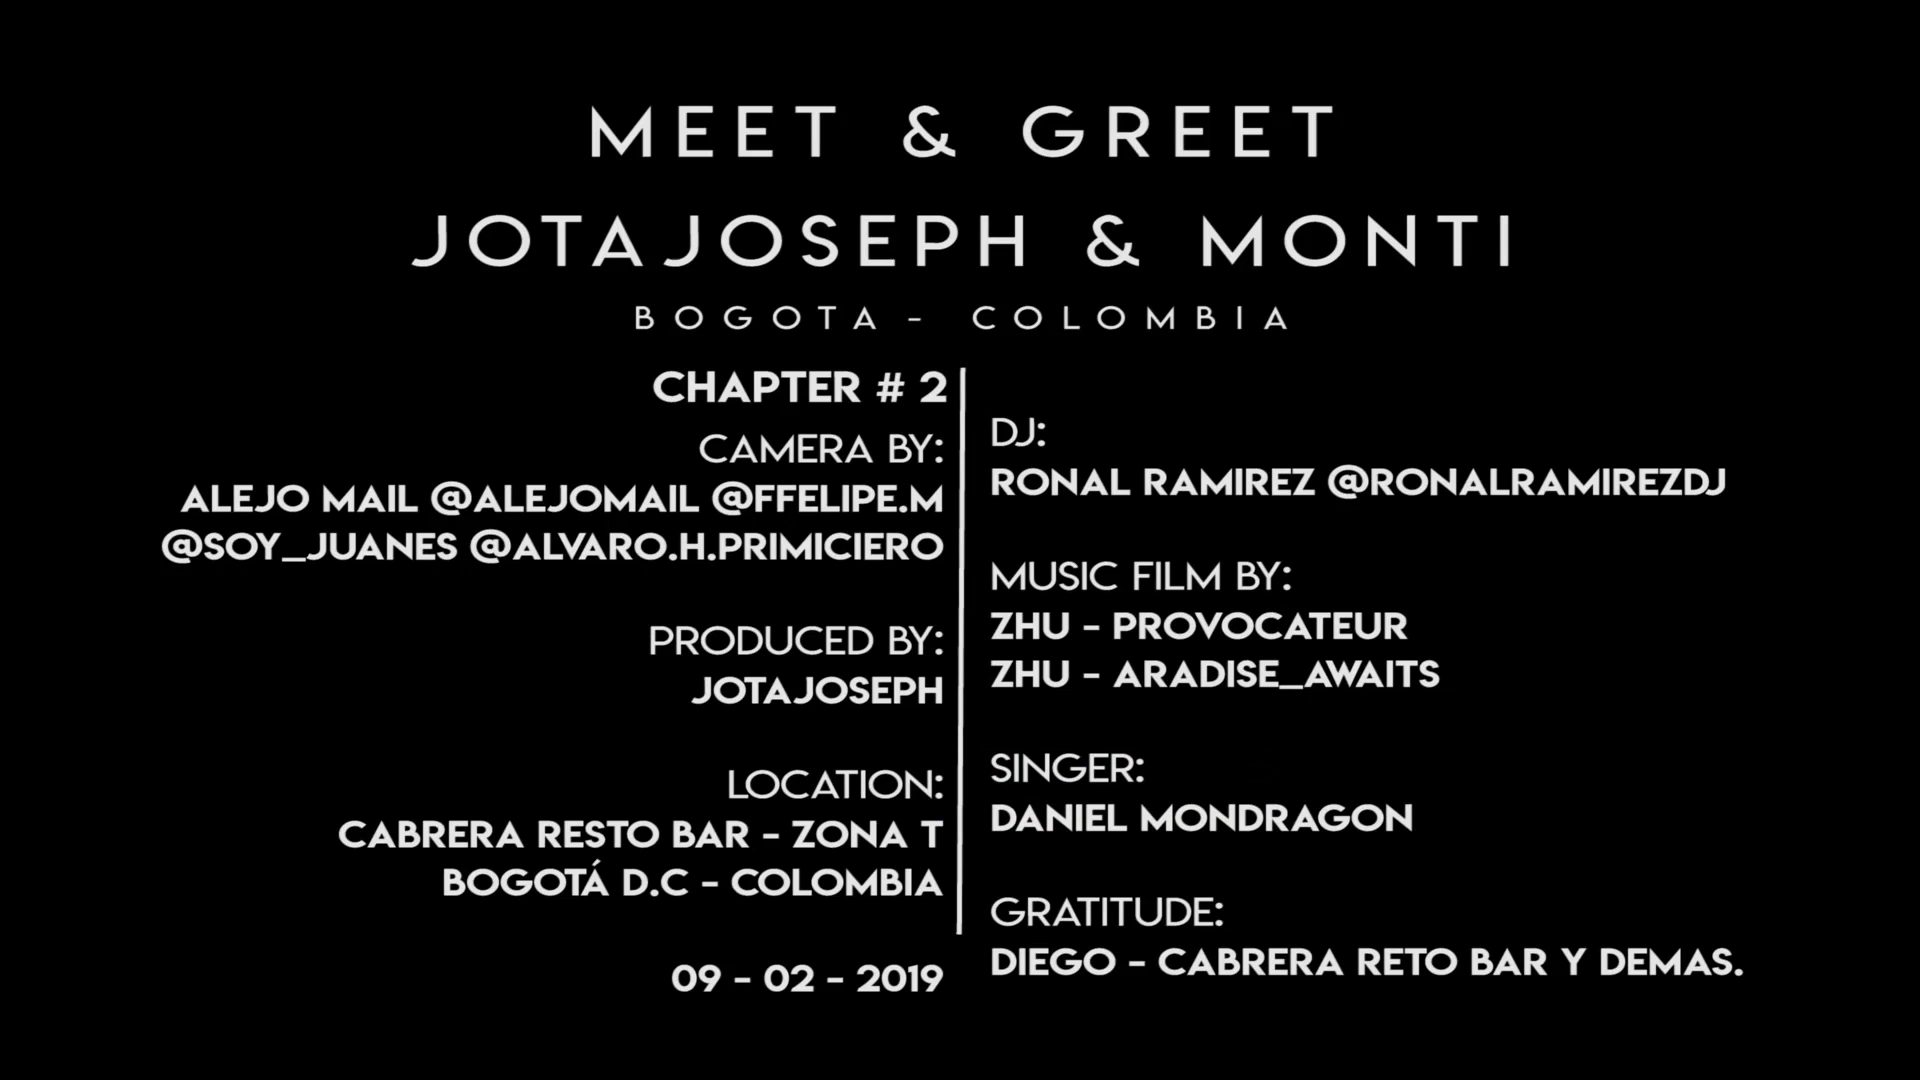 MEET & GREET
JOTAJOSEPH & MONTI
BOGOTA - COLOMBIA
CHAPTER # 2
CAMERA BY:
ALEJO MAIL @ALEJOMAIL @FFELIPE.M
@SOY_JUANES @ALVARO.H.PRIMICIERO
PRODUCED BY:
JOTAJOSEPH
LOCATION:
CABRERA RESTO BAR - ZONA T
BOGOTÁ D.C - COLOMBIA
09 - 02 - 2019
DJ:
RONAL RAMIREZ @RONALRAMIREZDJ
MUSIC FILM BY:
ZHU - PROVOCATEUR
ZHU - ARADISE_AWAITS
SINGER:
DANIEL MONDRAGON
GRATITUDE:
DIEGO - CABRERA RETO BAR Y DEMAS.